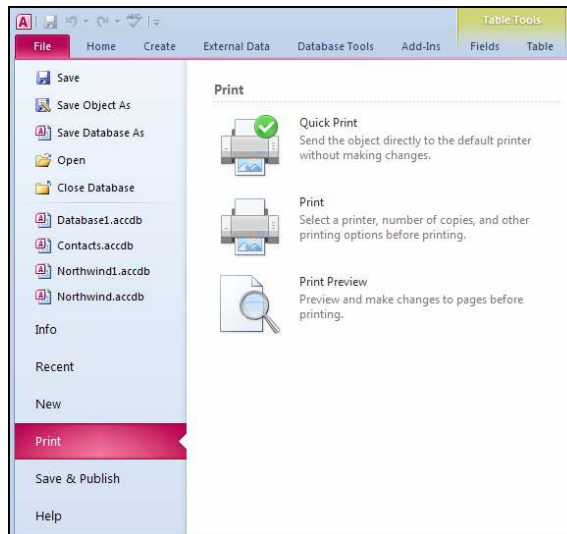 A
Table Tools
File Home Create External Data Database Tools Add-Ins Fields Table
Save
Save Object As
Save Database As
Open
Close Database
Database1.accdb
Contacts.accdb
Northwind1.accdb
Northwind.accdb
Info
Recent
New
Print
Save & Publish
Help
Print
Quick Print
Send the object directly to the default printer
without making changes.
Print
Select a printer, number of copies, and other
printing options before printing.
Print Preview
Preview and make changes to pages before
printing.